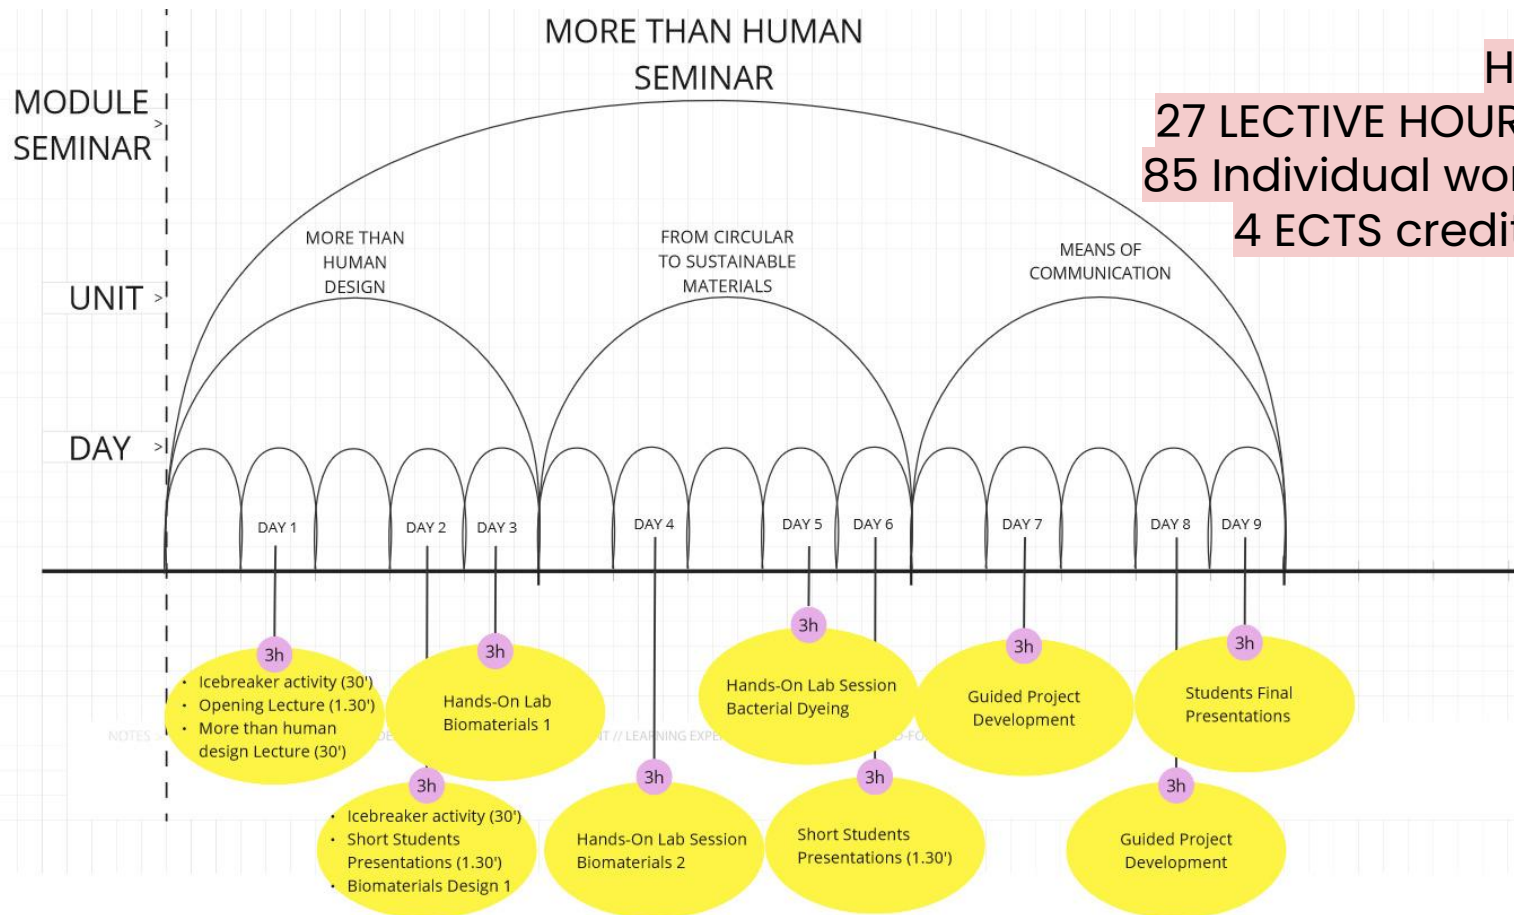 MORE THAN HUMAN
SEMINAR
MODULE
SEMINAR
>
H
27 LECTIVE HOUR
85 Individual wor
4 ECTS credit
MORE THAN
HUMAN
DESIGN
FROM CIRCULAR
TO SUSTAINABLE
MATERIALS
MEANS OF
COMMUNICATION
UNIT >
DAY >
DAY 1
DAY 2
DAY 3
DAY 4
DAY 5
DAY 6
DAY 7
DAY 8
DAY 9
3h
• Icebreaker activity (30')
• Opening Lecture (1.30')
• More than human
design Lecture (30')
3h
Hands-On Lab
Biomaterials 1
3h
Hands-On Lab Session
Bacterial Dyeing
3h
Guided Project
Development
3h
Students Final
Presentations
NOTES
NT // LEARNING
3h
• Icebreaker activity (30')
• Short Students
Presentations (1.30')
• Biomaterials Design 1
3h
Hands-On Lab Session
Biomaterials 2
3h
Short Students
Presentations (1.30')
3h
Guided Project
Development